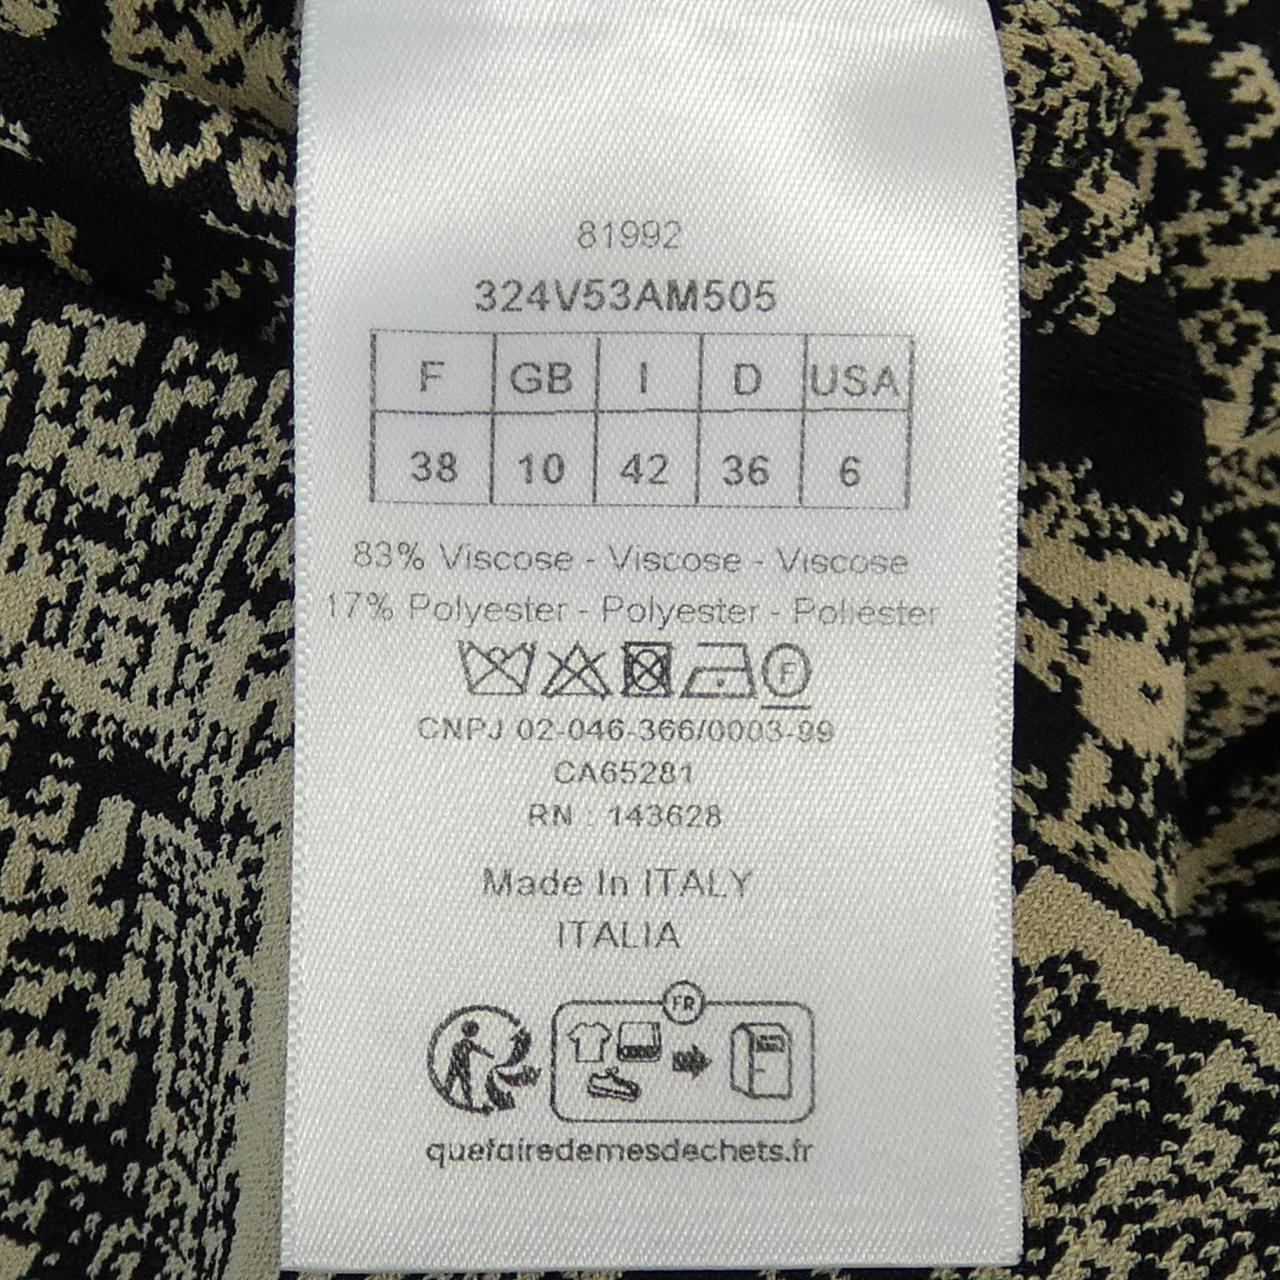 81992
324V53AM505
F GB I D USA
38 10 42 36 6
83% Viscose - Viscose - Viscose
17% Polyester - Polyester - Poliéster
F
CNPJ 02-046-366/0003-99
CA65281
RN : 143628
Made In ITALY
ITALIA
FR
quefairedemesdechets.fr